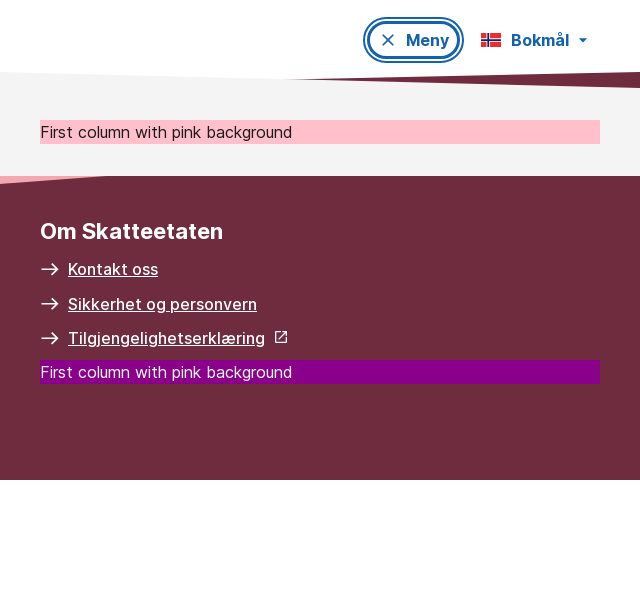 Meny
Bokmål
First column with pink background
Om Skatteetaten
Kontakt oss
Sikkerhet og personvern
Tilgjengelighetserklæring
First column with pink background